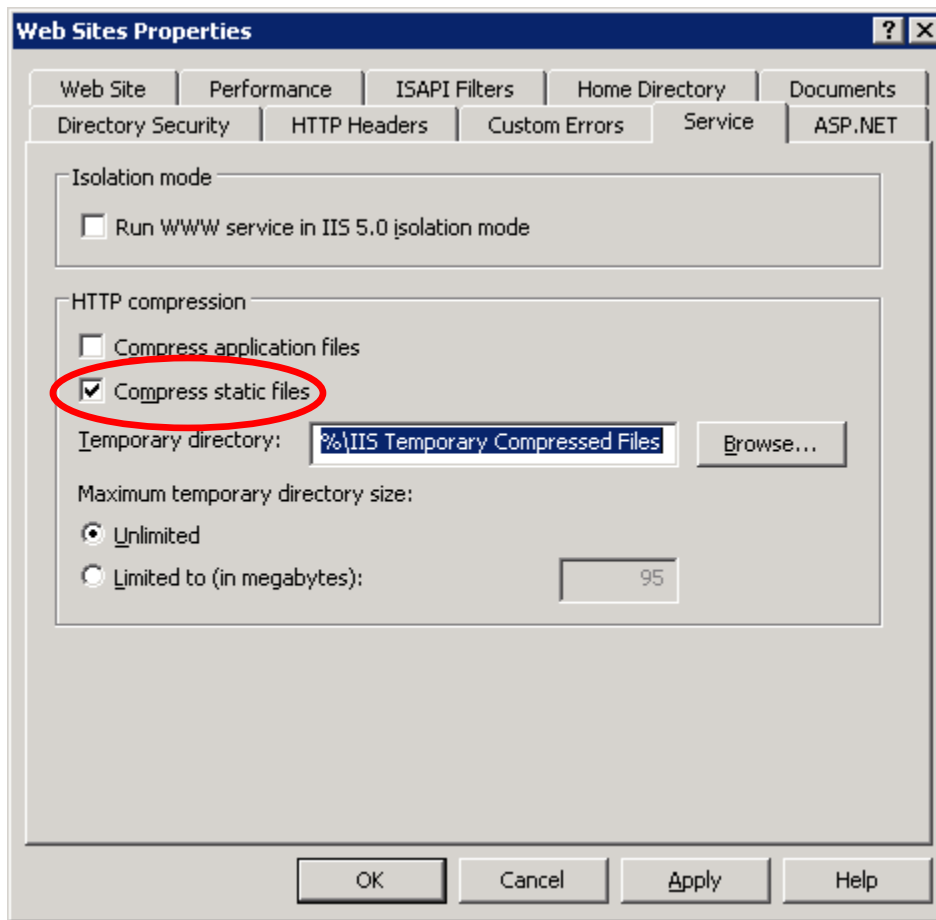 Web Sites Properties
Web Site Performance ISAPI Filters Home Directory Documents
Directory Security HTTP Headers Custom Errors Service ASP.NET
Isolation mode
Run WWW service in IIS 5.0 isolation mode
HTTP compression
Compress application files
Compress static files
Temporary directory: %\IIS Temporary Compressed Files Browse...
Maximum temporary directory size:
Unlimited
Limited to (in megabytes): 95
OK Cancel Apply Help